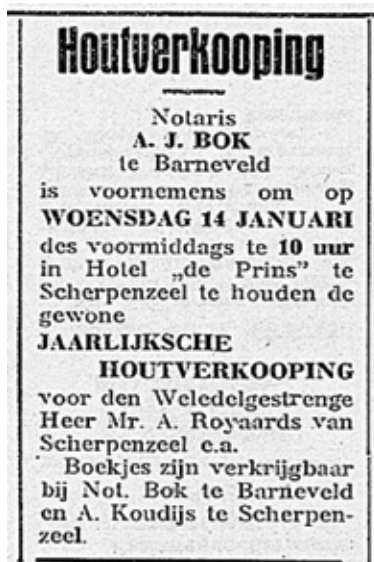 Houtverkooping
Notaris
A. J. BOK
te Barneveld
is voornemens om op
WOENSDAG 14 JANUARI
des voormiddags te 10 uur
in Hotel „de Prins” te
Scherpenzeel te houden de
gewone
JAARLIJKSCHE
HOUTVERKOOPING
voor den Weledelgestrenge
Heer Mr. A. Royaards van
Scherpenzeel e.a.
Boekjes zijn verkrijgbaar
bij Not. Bok te Barneveld
en A. Koudijs te Scherpen-
zeel.